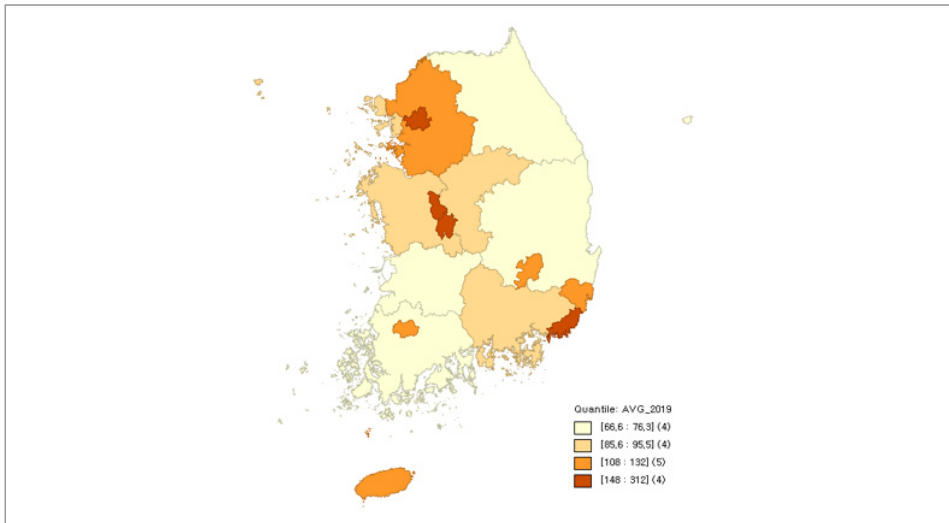 Quantile: AVG_2019
[66,6 : 76,3] (4)
[85,6 : 95,5] (4)
[108 : 132] (5)
[148 : 312] (4)